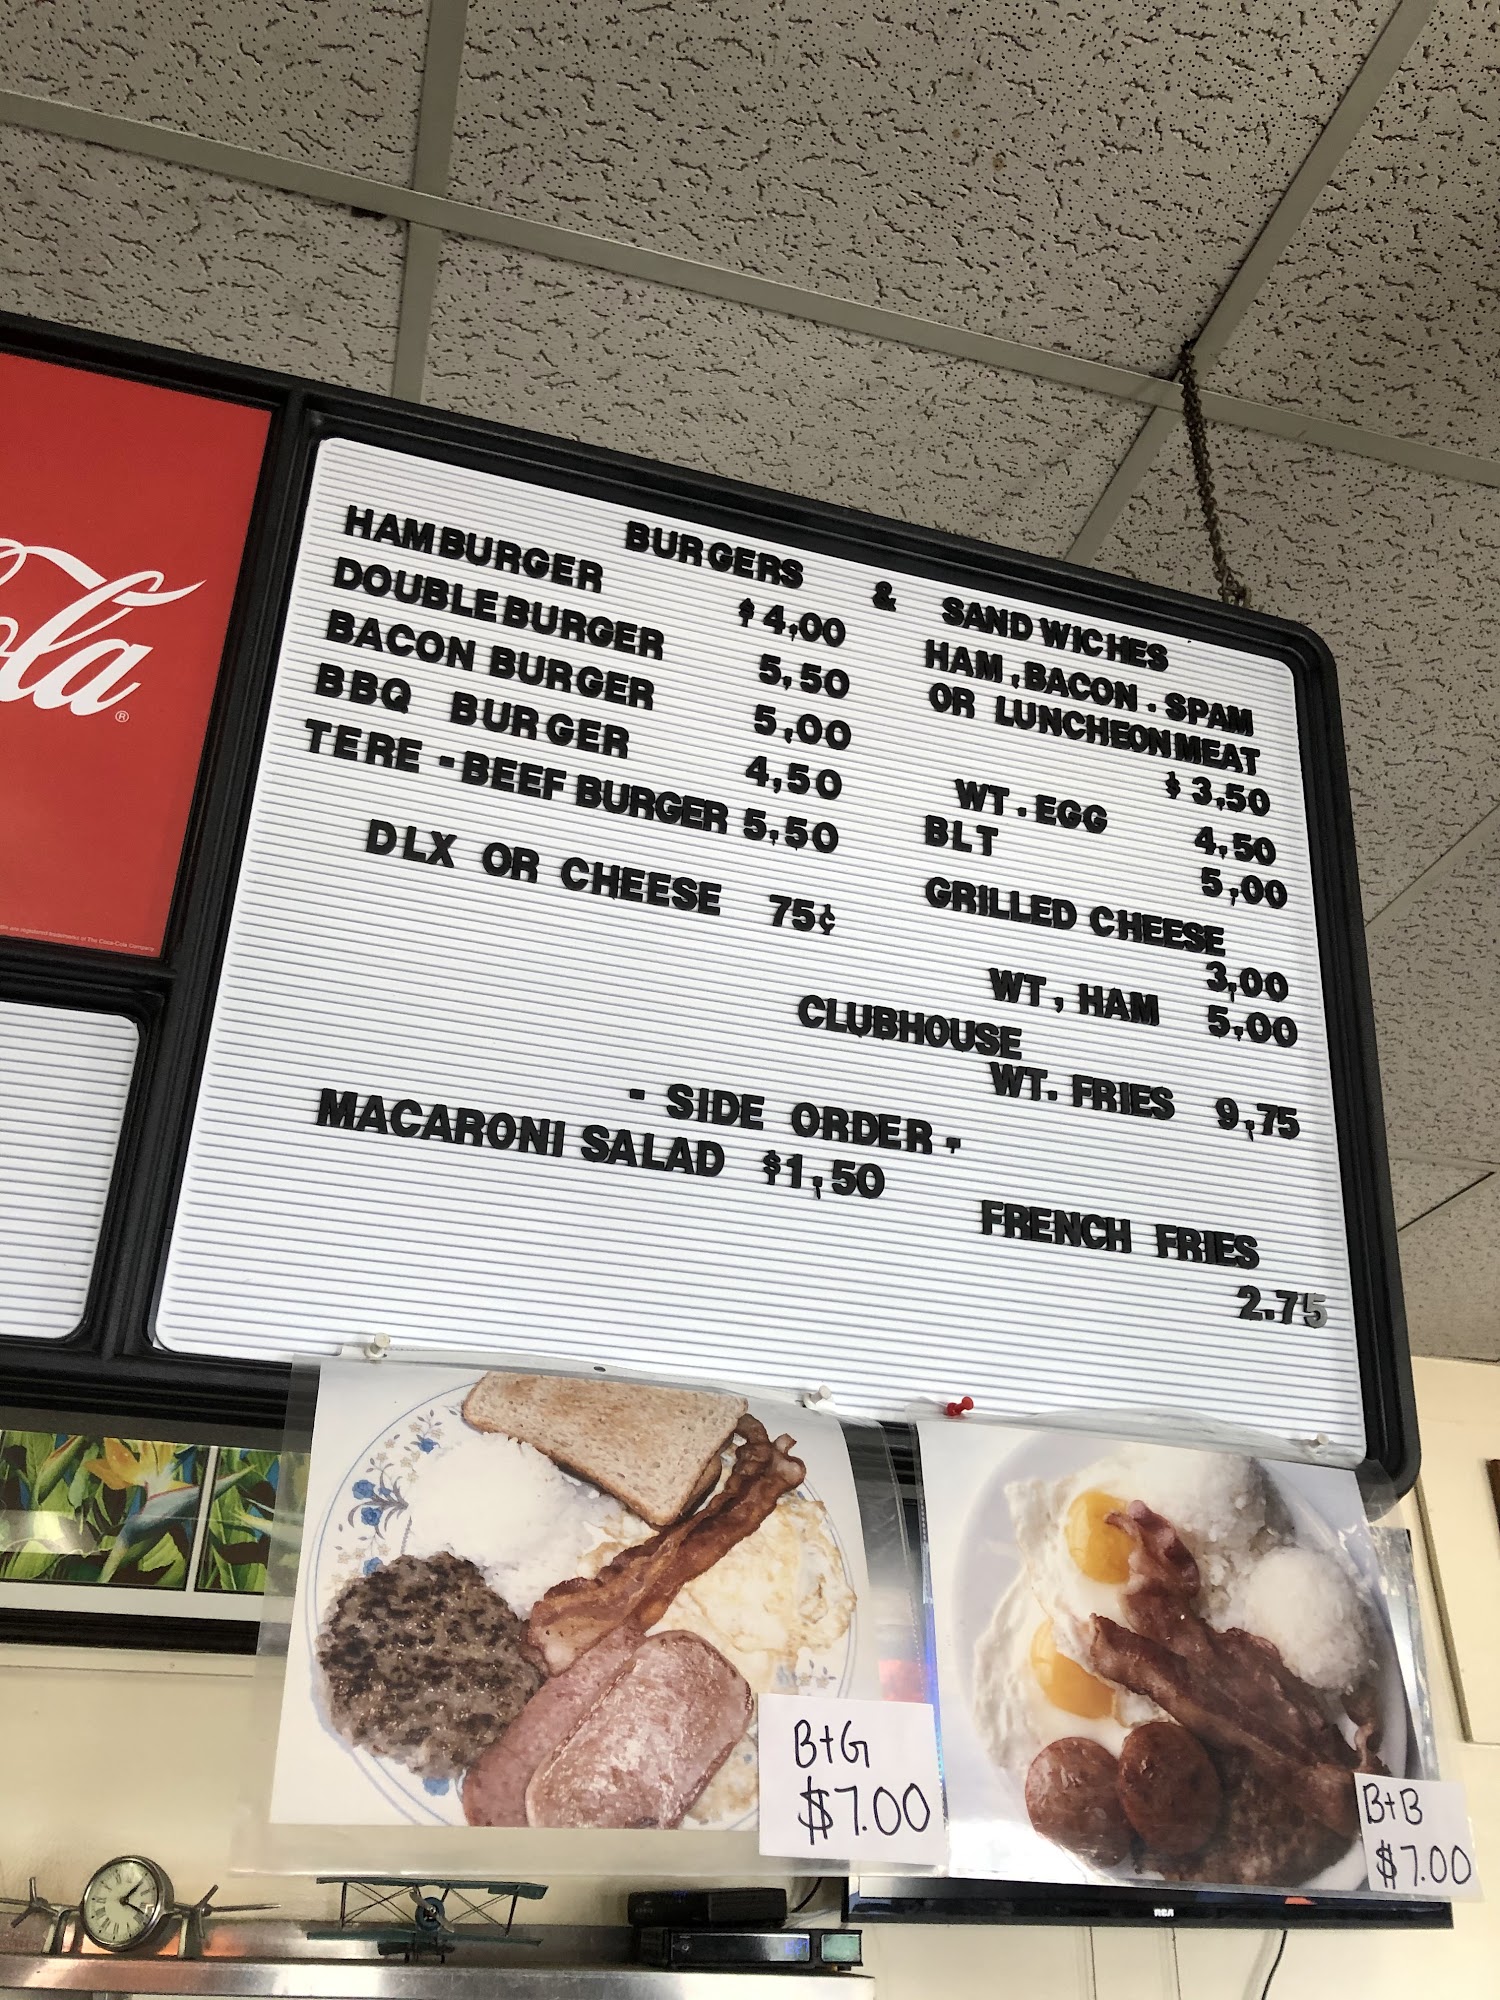 la®
BURGERS & SANDWICHES
HAMBURGER $4,00
DOUBLE BURGER 5,50
BACON BURGER 5,00
BBQ BURGER 4,50
TERE-BEEF BURGER 5,50
DLX OR CHEESE 75¢
HAM, BACON. SPAM
OR LUNCHEON MEAT
$3,50
WT. EGG 4,50
BLT 5,00
GRILLED CHEESE
3,00
WT, HAM 5,00
CLUBHOUSE
WT. FRIES 9,75
- SIDE ORDER -
MACARONI SALAD $1,50
FRENCH FRIES
2.75
B+G
$7.00
B+B
$7.00
RCA